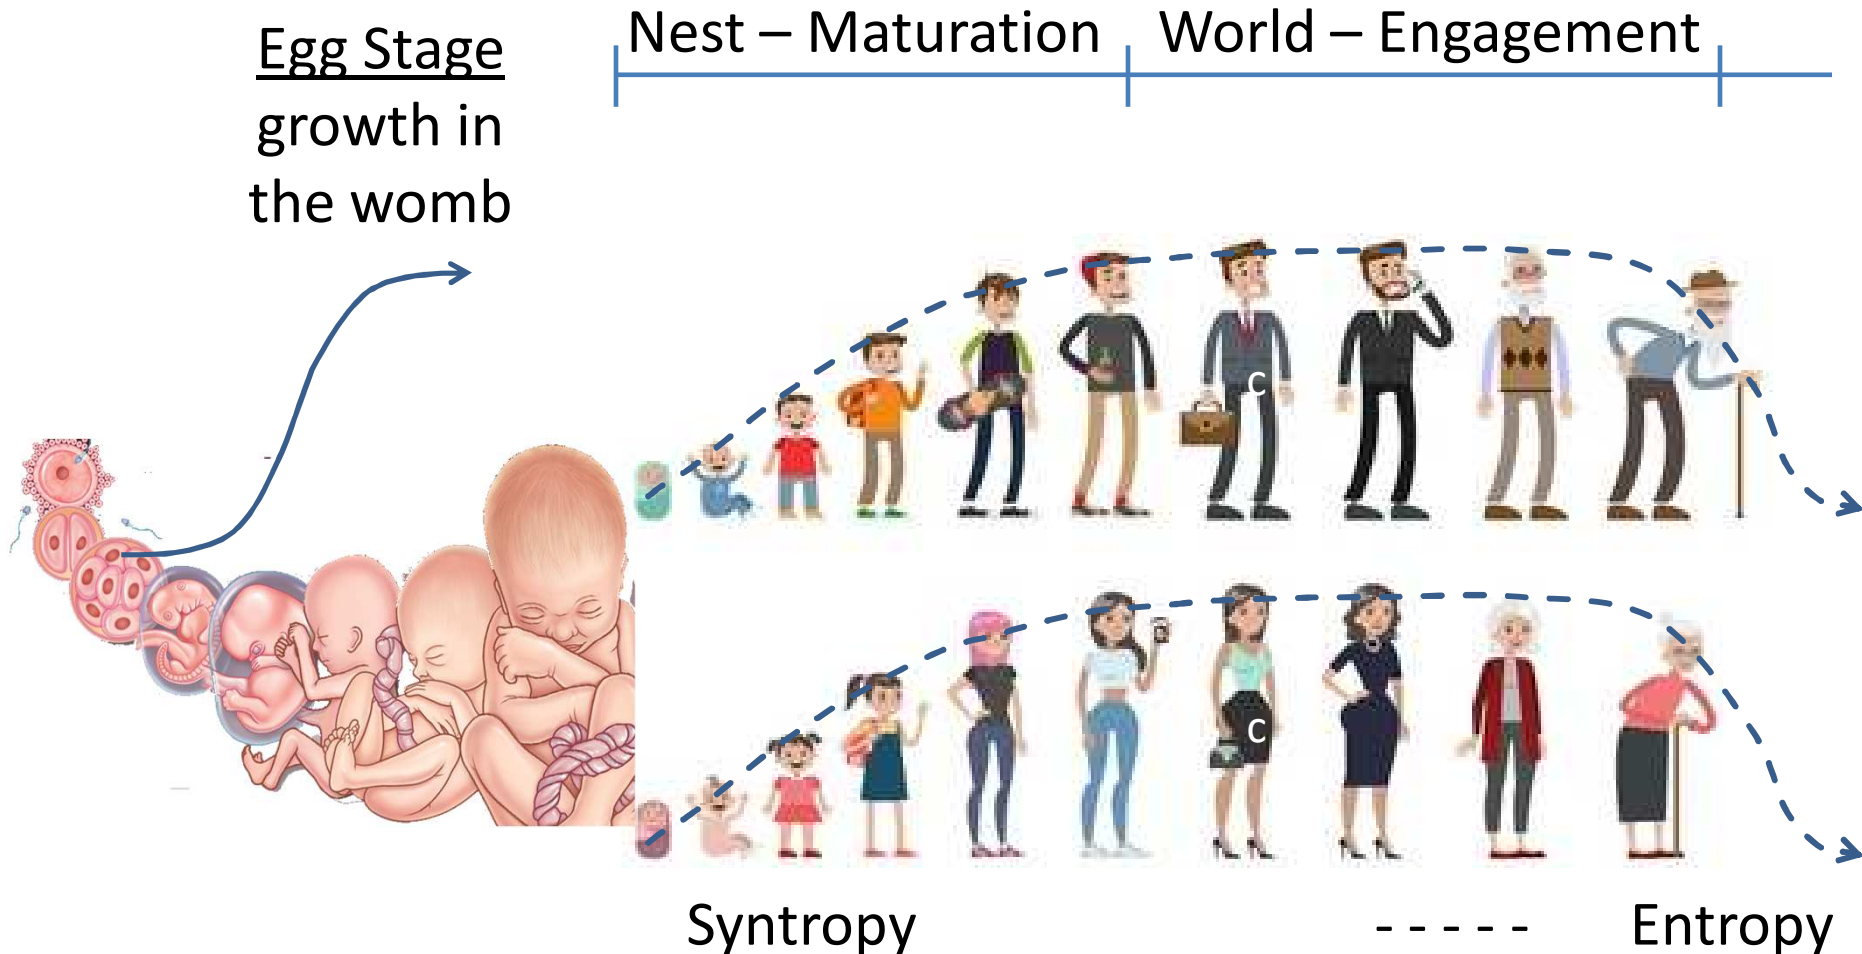 Egg Stage
growth in
the womb
Nest – Maturation
World – Engagement
C
C
Syntropy
- - - - -
Entropy